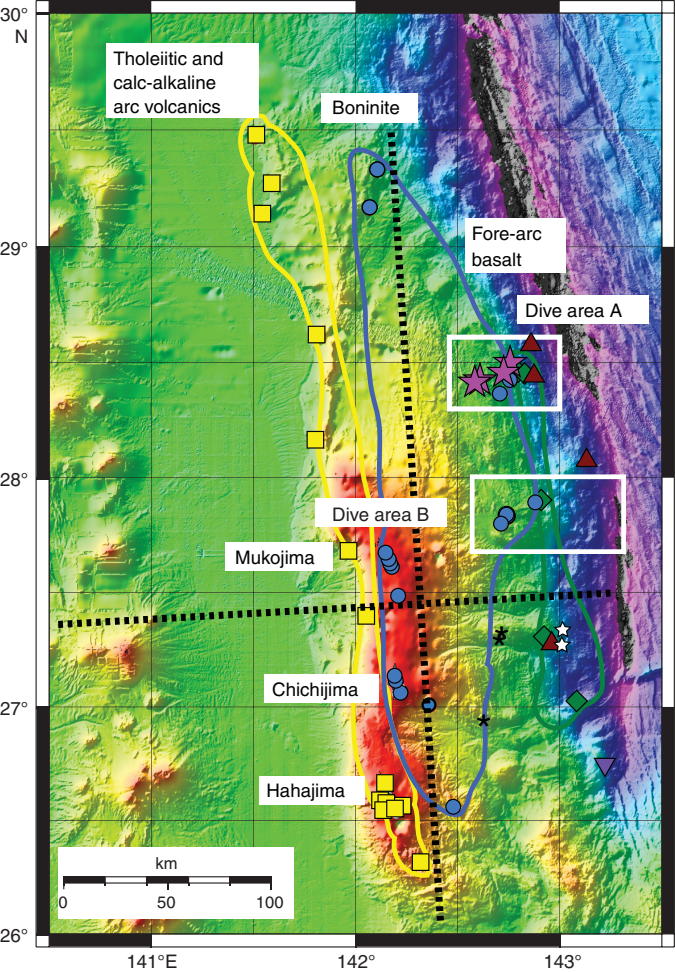 30°
N
Tholeiitic and
calc-alkaline
arc volcanics
Boninite
29°
Fore-arc
basalt
Dive area A
28°
Dive area B
Mukojima
Chichijima
27°
Hahajima
km
0 50 100
26°
141°E 142° 143°